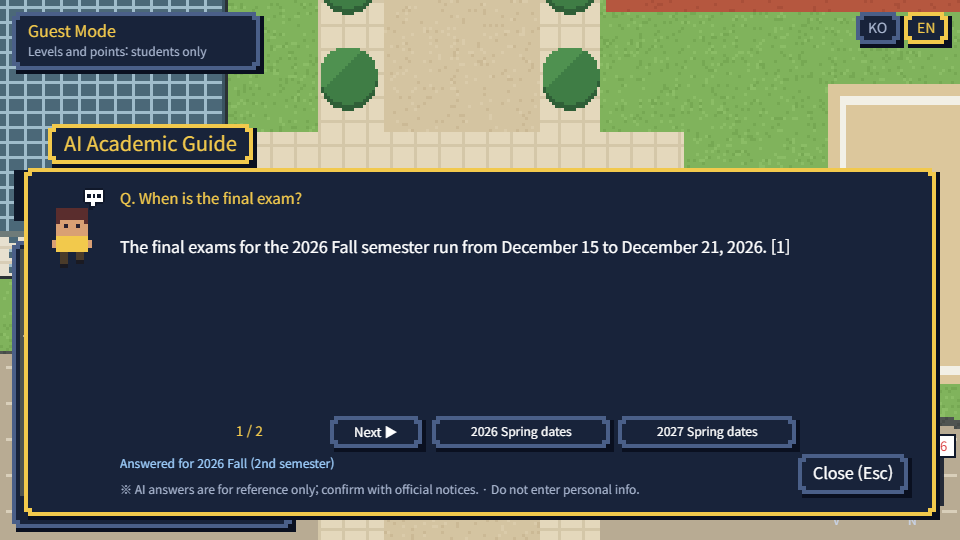 Guest Mode
Levels and points: students only
KO
EN
AI Academic Guide
Q. When is the final exam?
The final exams for the 2026 Fall semester run from December 15 to December 21, 2026. [1]
1 / 2
Next ▶
2026 Spring dates
2027 Spring dates
Answered for 2026 Fall (2nd semester)
Close (Esc)
※ AI answers are for reference only; confirm with official notices. · Do not enter personal info.
6